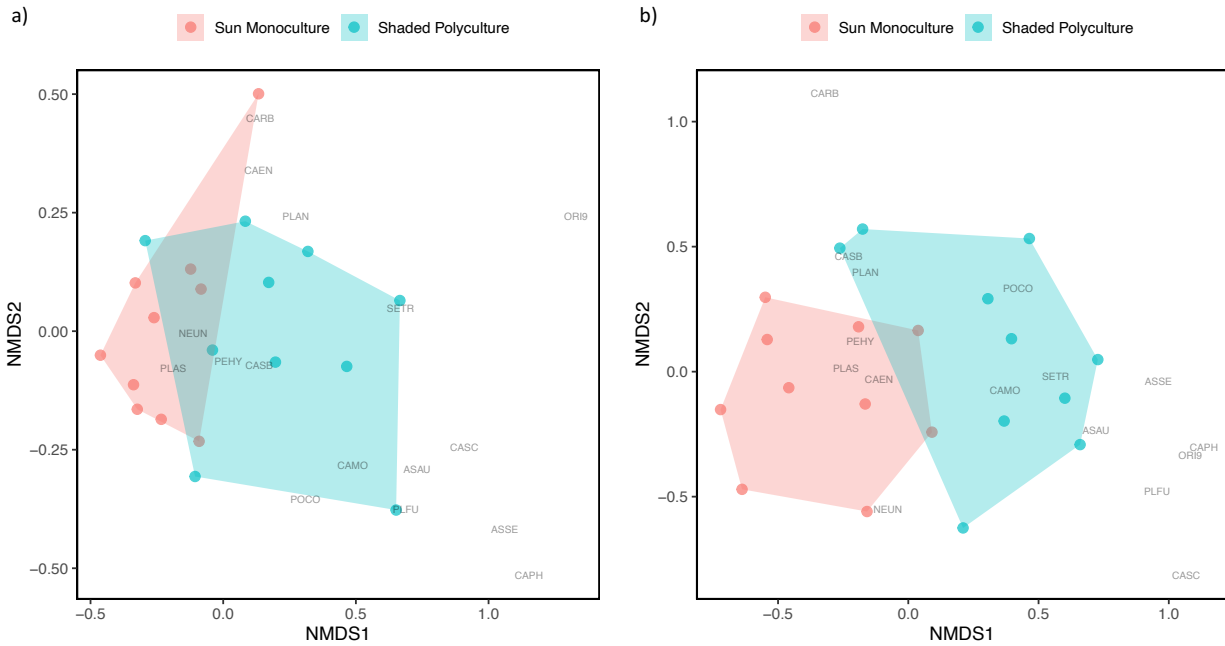 a)
Sun Monoculture Shaded Polyculture
NMDS2
0.50
0.25
0.00
−0.25
−0.50
CARB
CAEN
PLAN
ORI9
SETR
NEUN
PEHY
CASB
PLAS
CASC
CAMO
ASAU
POCO
PLFU
ASSE
CAPH
−0.5 0.0 0.5 1.0
NMDS1
b)
Sun Monoculture Shaded Polyculture
NMDS2
1.0
0.5
0.0
−0.5
CARB
CASB
PLAN
POCO
PEHY
PLAS
CAEN
SETR
ASSE
CAMO
ASAU
CAPH
ORI9
PLFU
NEUN
CASC
−0.5 0.0 0.5 1.0
NMDS1